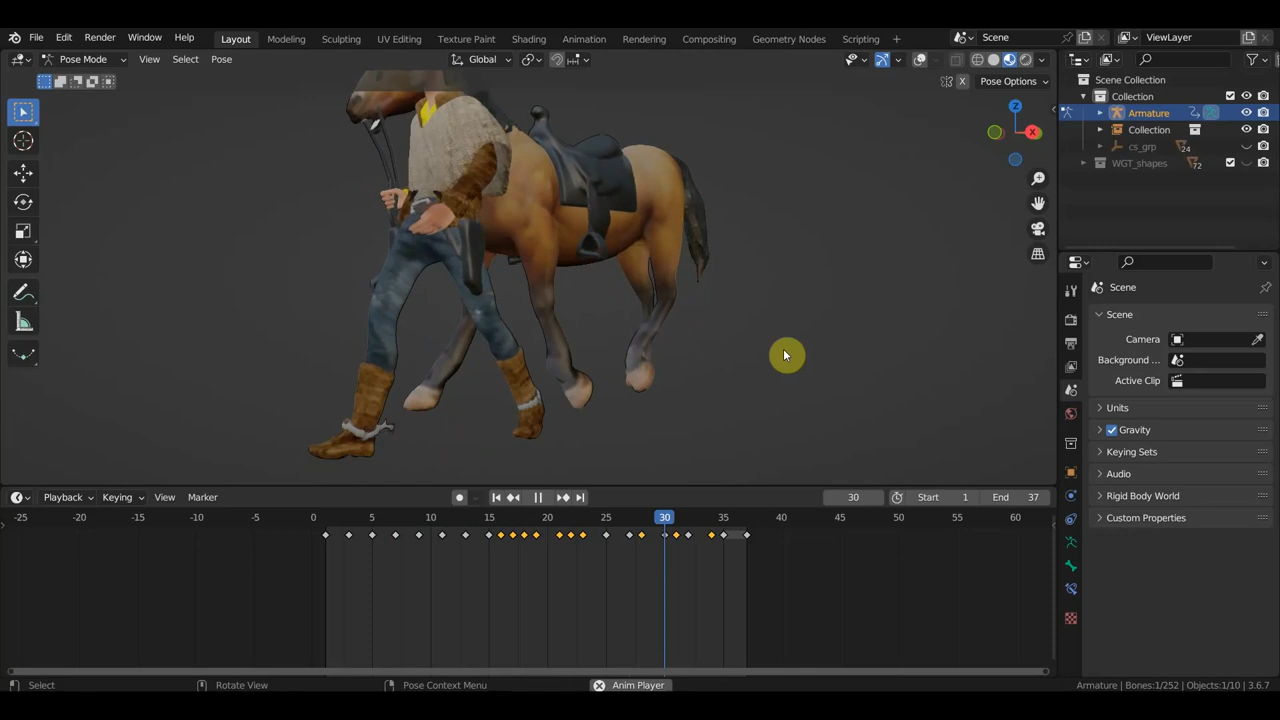 File Edit Render Window Help Layout Modeling Sculpting UV Editing Texture Paint Shading Animation Rendering Compositing Geometry Nodes Scripting + Scene ViewLayer
Pose Mode View Select Pose Global
X Pose Options
Z
X
Scene Collection
Collection
Armature
Collection
cs_grp 24
WGT_shapes 72
Scene
Scene
Camera
Background ...
Active Clip
Units
Gravity
Keying Sets
Audio
Rigid Body World
Custom Properties
Playback Keying View Marker 30 Start 1 End 37
-25 -20 -15 -10 -5 0 5 10 15 20 25 30 35 40 45 50 55 60
Select Rotate View Pose Context Menu Anim Player Armature | Bones:1/252 | Objects:1/10 | 3.6.7